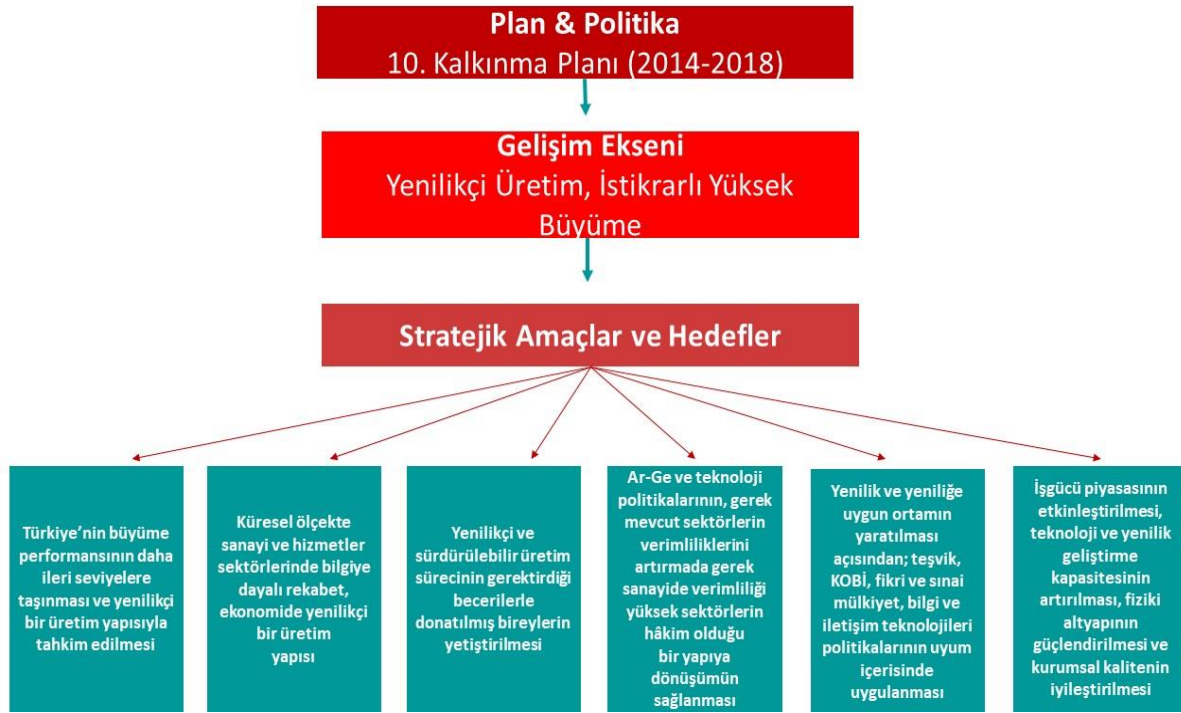 Plan & Politika
10. Kalkınma Planı (2014-2018)
Gelişim Ekseni
Yenilikçi Üretim, İstikrarlı Yüksek
Büyüme
Stratejik Amaçlar ve Hedefler
Türkiye’nin büyüme
performansının daha
ileri seviyelere
taşınması ve yenilikçi
bir üretim yapısıyla
tahkim edilmesi
Küresel ölçekte
sanayi ve hizmetler
sektörlerinde bilgiye
dayalı rekabet,
ekonomide yenilikçi
bir üretim
yapısı
Yenilikçi ve
sürdürülebilir üretim
sürecinin gerektirdiği
becerilerle
donatılmış bireylerin
yetiştirilmesi
Ar-Ge ve teknoloji
politikalarının, gerek
mevcut sektörlerin
verimliliklerini
artırmada gerek
sanayide verimliliği
yüksek sektörlerin
hâkim olduğu
bir yapıya
dönüşümün
sağlanması
Yenilik ve yeniliğe
uygun ortamın
yaratılması
açısından; teşvik,
KOBİ, fikri ve sınai
mülkiyet, bilgi ve
iletişim teknolojileri
politikalarının uyum
içerisinde
uygulanması
İşgücü piyasasının
etkinleştirilmesi,
teknoloji ve yenilik
geliştirme
kapasitesinin
artırılması, fiziki
altyapının
güçlendirilmesi ve
kurumsal kalitenin
iyileştirilmesi